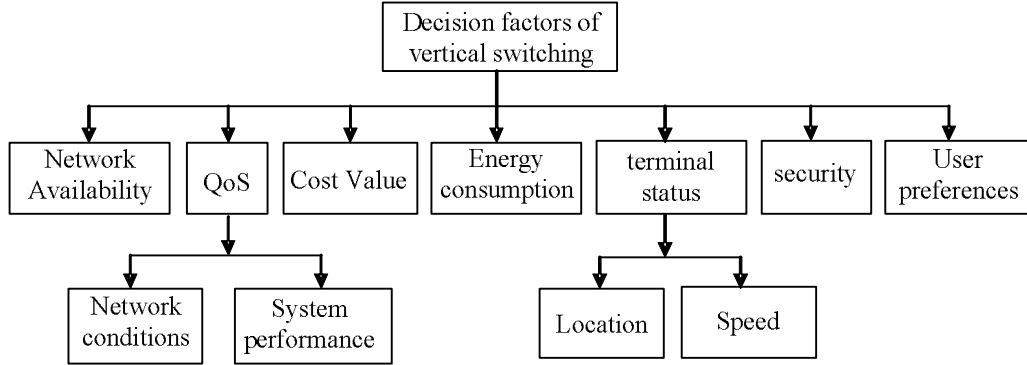 Decision factors of
vertical switching
Network
Availability
QoS
Cost Value
Energy
consumption
terminal
status
security
User
preferences
Network
conditions
System
performance
Location
Speed